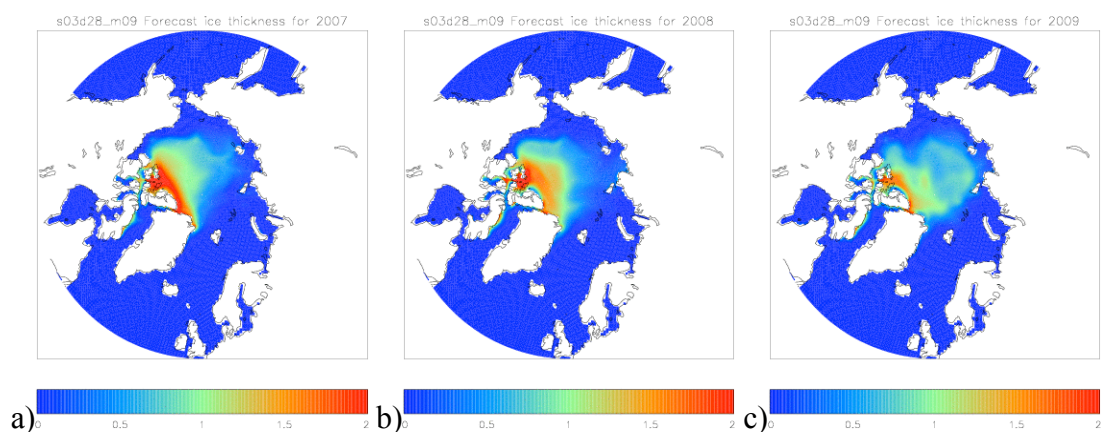 s03d28_m09 Forecast ice thickness for 2007
s03d28_m09 Forecast ice thickness for 2008
s03d28_m09 Forecast ice thickness for 2009
a) 0 0.5 1 1.5 2
b) 0 0.5 1 1.5 2
c) 0 0.5 1 1.5 2